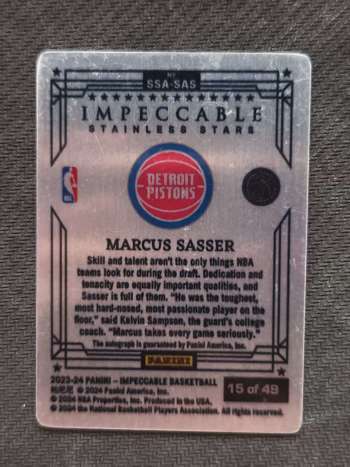 Nº
SSA-SAS
IMPECCABLE
STAINLESS STARS
NBA
DETROIT
PISTONS
MARCUS SASSER
Skill and talent aren't the only things NBA
teams look for during the draft. Dedication and
tenacity are equally important qualities, and
Sasser is full of them. "He was the toughest,
most hard-nosed, most passionate player on the
floor," said Kelvin Sampson, the guard's college
coach. "Marcus takes every game seriously."
The autograph is guaranteed by Panini America, Inc.
PANINI
2023-24 PANINI – IMPECCABLE BASKETBALL
© 2024 Panini America, Inc.
© 2024 NBA Properties, Inc. Produced in the USA.
© 2024 the National Basketball Players Association. All rights reserved.
15 of 49